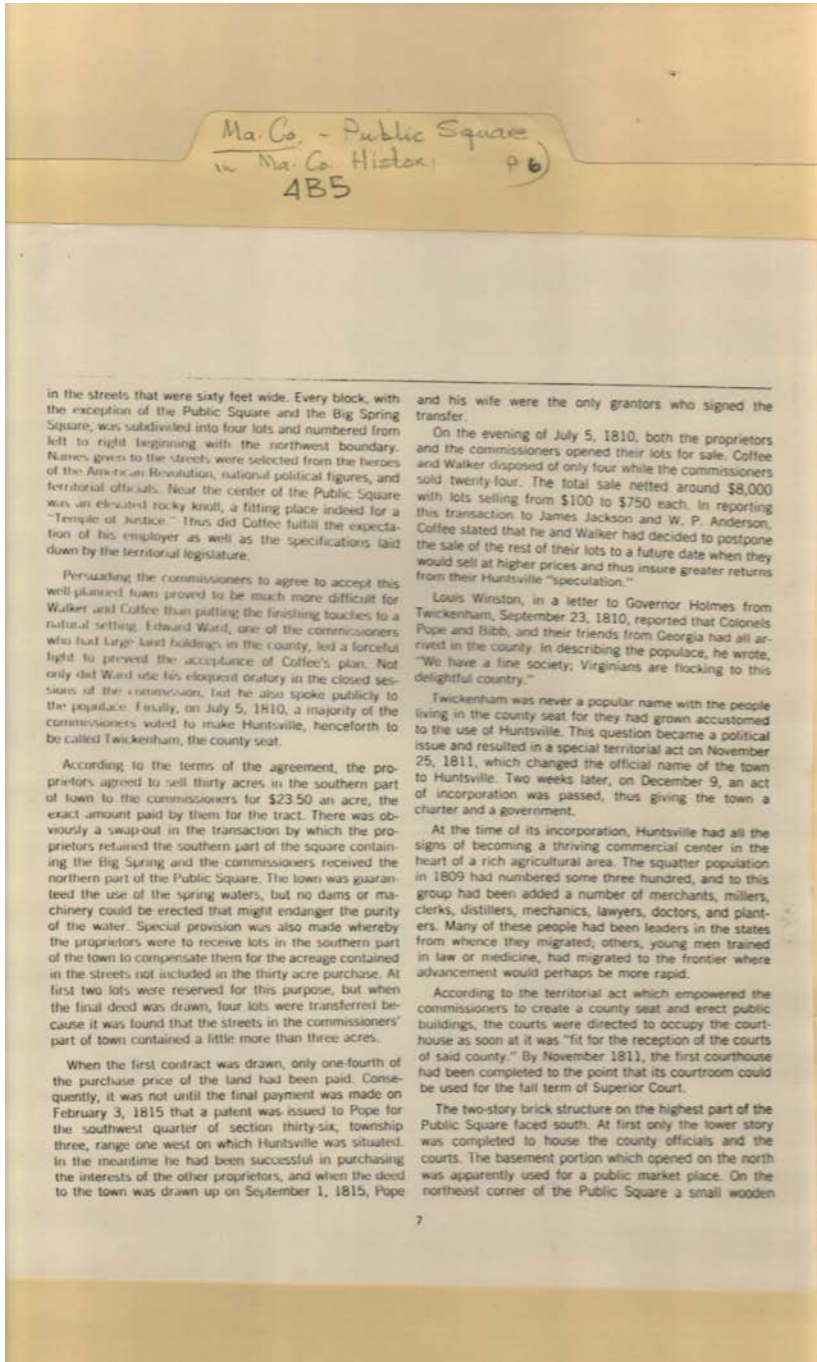 Ma. Co. - Public Square
in Ma. Co. History p 6)
4B5
in the streets that were sixty feet wide. Every block, with
the exception of the Public Square and the Big Spring
Square, was subdivided into four lots and numbered from
left to right beginning with the northwest boundary.
Names given to the streets were selected from the heroes
of the American Revolution, national political figures, and
territorial officials. Near the center of the Public Square
was an elevated rocky knoll, a fitting place indeed for a
"Temple of Justice." Thus did Coffee fulfill the expecta-
tion of his employer as well as the specifications laid
down by the territorial legislature.
Persuading the commissioners to agree to accept this
well-planned town proved to be much more difficult for
Walker and Coffee than putting the finishing touches to a
natural setting. Edward Ward, one of the commissioners
who had large land holdings in the county, led a forceful
fight to prevent the acceptance of Coffee's plan. Not
only did Ward use his eloquent oratory in the closed ses-
sions of the commission, but he also spoke publicly to
the populace. Finally, on July 5, 1810, a majority of the
commissioners voted to make Huntsville, henceforth to
be called Twickenham, the county seat.
According to the terms of the agreement, the pro-
prietors agreed to sell thirty acres in the southern part
of town to the commissioners for $23.50 an acre, the
exact amount paid by them for the tract. There was ob-
viously a swap-out in the transaction by which the pro-
prietors retained the southern part of the square contain-
ing the Big Spring and the commissioners received the
northern part of the Public Square. The town was guaran-
teed the use of the spring waters, but no dams or ma-
chinery could be erected that might endanger the purity
of the water. Special provision was also made whereby
the proprietors were to receive lots in the southern part
of the town to compensate them for the acreage contained
in the streets not included in the thirty acre purchase. At
first two lots were reserved for this purpose, but when
the final deed was drawn, four lots were transferred be-
cause it was found that the streets in the commissioners'
part of town contained a little more than three acres.
When the first contract was drawn, only one-fourth of
the purchase price of the land had been paid. Conse-
quently, it was not until the final payment was made on
February 3, 1815 that a patent was issued to Pope for
the southwest quarter of section thirty-six, township
three, range one west on which Huntsville was situated.
In the meantime he had been successful in purchasing
the interests of the other proprietors, and when the deed
to the town was drawn up on September 1, 1815, Pope
and his wife were the only grantors who signed the
transfer.
On the evening of July 5, 1810, both the proprietors
and the commissioners opened their lots for sale. Coffee
and Walker disposed of only four while the commissioners
sold twenty-four. The total sale netted around $8,000
with lots selling from $100 to $750 each. In reporting
this transaction to James Jackson and W. P. Anderson,
Coffee stated that he and Walker had decided to postpone
the sale of the rest of their lots to a future date when they
would sell at higher prices and thus insure greater returns
from their Huntsville "speculation."
Louis Winston, in a letter to Governor Holmes from
Twickenham, September 23, 1810, reported that Colonels
Pope and Bibb, and their friends from Georgia had all ar-
rived in the county. In describing the populace, he wrote,
"We have a fine society; Virginians are flocking to this
delightful country."
Twickenham was never a popular name with the people
living in the county seat for they had grown accustomed
to the use of Huntsville. This question became a political
issue and resulted in a special territorial act on November
25, 1811, which changed the official name of the town
to Huntsville. Two weeks later, on December 9, an act
of incorporation was passed, thus giving the town a
charter and a government.
At the time of its incorporation, Huntsville had all the
signs of becoming a thriving commercial center in the
heart of a rich agricultural area. The squatter population
in 1809 had numbered some three hundred, and to this
group had been added a number of merchants, millers,
clerks, distillers, mechanics, lawyers, doctors, and plant-
ers. Many of these people had been leaders in the states
from whence they migrated; others, young men trained
in law or medicine, had migrated to the frontier where
advancement would perhaps be more rapid.
According to the territorial act which empowered the
commissioners to create a county seat and erect public
buildings, the courts were directed to occupy the court-
house as soon at it was "fit for the reception of the courts
of said county." By November 1811, the first courthouse
had been completed to the point that its courtroom could
be used for the fall term of Superior Court.
The two-story brick structure on the highest part of the
Public Square faced south. At first only the lower story
was completed to house the county officials and the
courts. The basement portion which opened on the north
was apparently used for a public market place. On the
northeast corner of the Public Square a small wooden
7